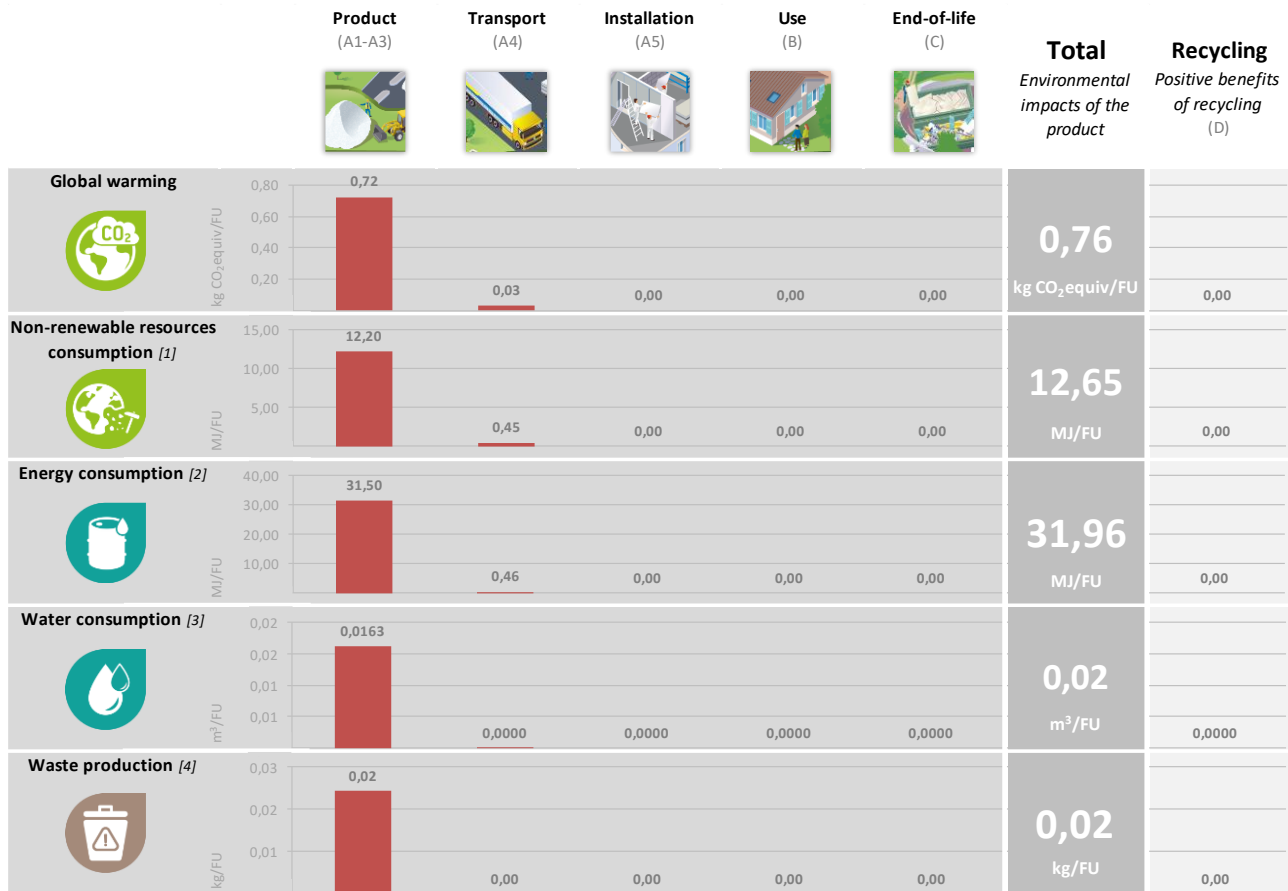 Product
(A1-A3)
Transport
(A4)
Installation
(A5)
Use
(B)
End-of-life
(C)
Total
Environmental
impacts of the
product
Recycling
Positive benefits
of recycling
(D)
Global warming
CO₂
kg CO₂equiv/FU
0,80
0,60
0,40
0,20
0,72
0,03
0,00
0,00
0,00
0,76
kg CO₂equiv/FU
0,00
Non-renewable resources
consumption [1]
MJ/FU
15,00
10,00
5,00
12,20
0,45
0,00
0,00
0,00
12,65
MJ/FU
0,00
Energy consumption [2]
MJ/FU
40,00
30,00
20,00
10,00
31,50
0,46
0,00
0,00
0,00
31,96
MJ/FU
0,00
Water consumption [3]
m³/FU
0,02
0,02
0,01
0,01
0,0163
0,0000
0,0000
0,0000
0,0000
0,02
m³/FU
0,0000
Waste production [4]
kg/FU
0,03
0,02
0,01
0,02
0,00
0,00
0,00
0,00
0,02
kg/FU
0,00